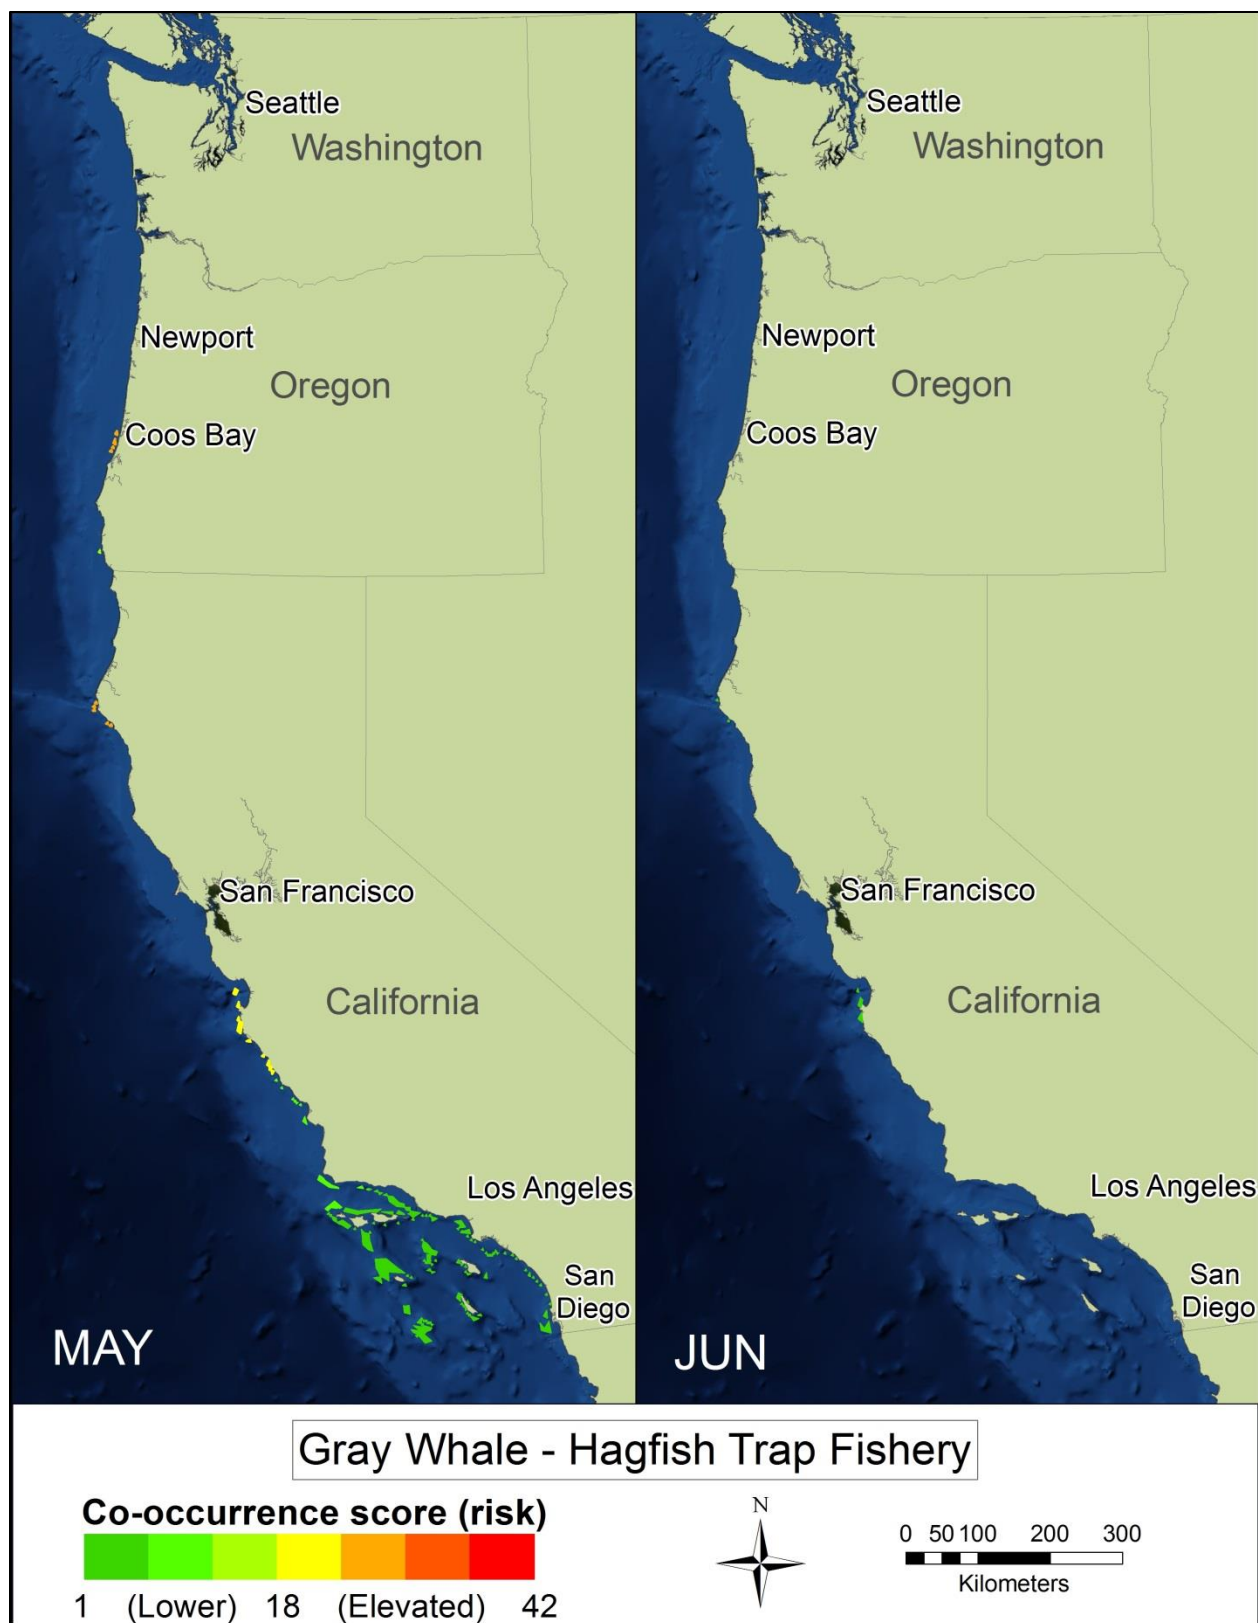 Seattle
Washington
Newport
Oregon
Coos Bay
San Francisco
California
Los Angeles
San
Diego
MAY
Seattle
Washington
Newport
Oregon
Coos Bay
San Francisco
California
Los Angeles
San
Diego
JUN
Gray Whale - Hagfish Trap Fishery
Co-occurrence score (risk)
1 (Lower) 18 (Elevated) 42
N
0 50 100 200 300
Kilometers